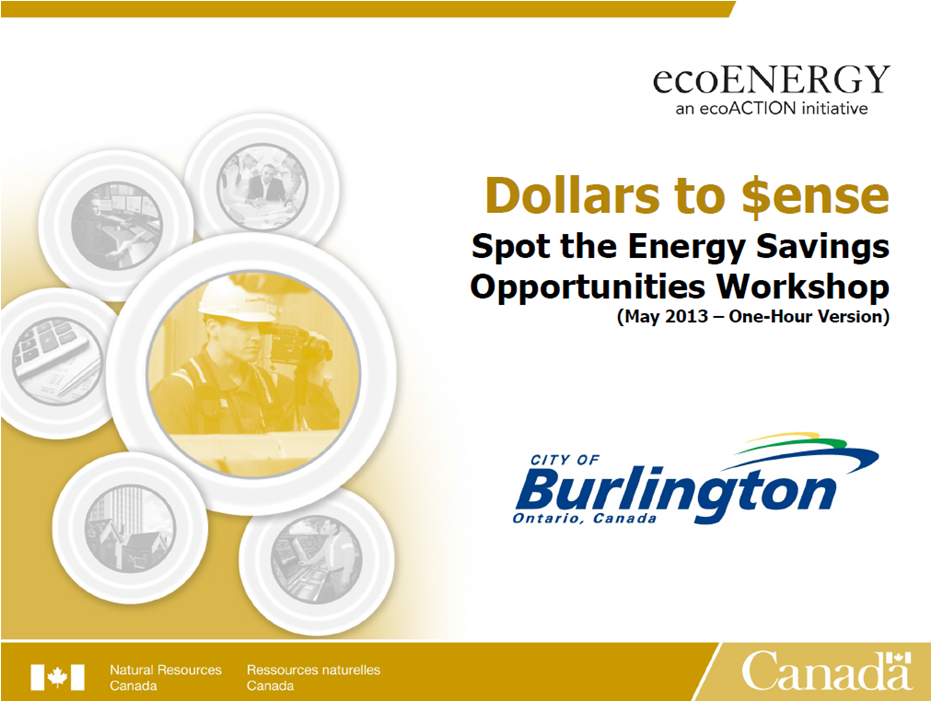 ecoENERGY
an ecoACTION initiative
Dollars to $ense
Spot the Energy Savings
Opportunities Workshop
(May 2013 – One-Hour Version)
CITY OF
Burlington
Ontario, Canada
Natural Resources
Canada
Ressources naturelles
Canada
Canada